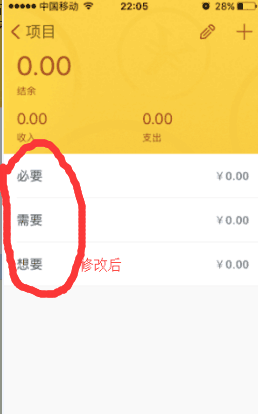 中国移动 22:05 28%
项目
0.00
结余
0.00 0.00
收入 支出
必要 ¥0.00
需要 ¥0.00
想要 ¥0.00
修改后